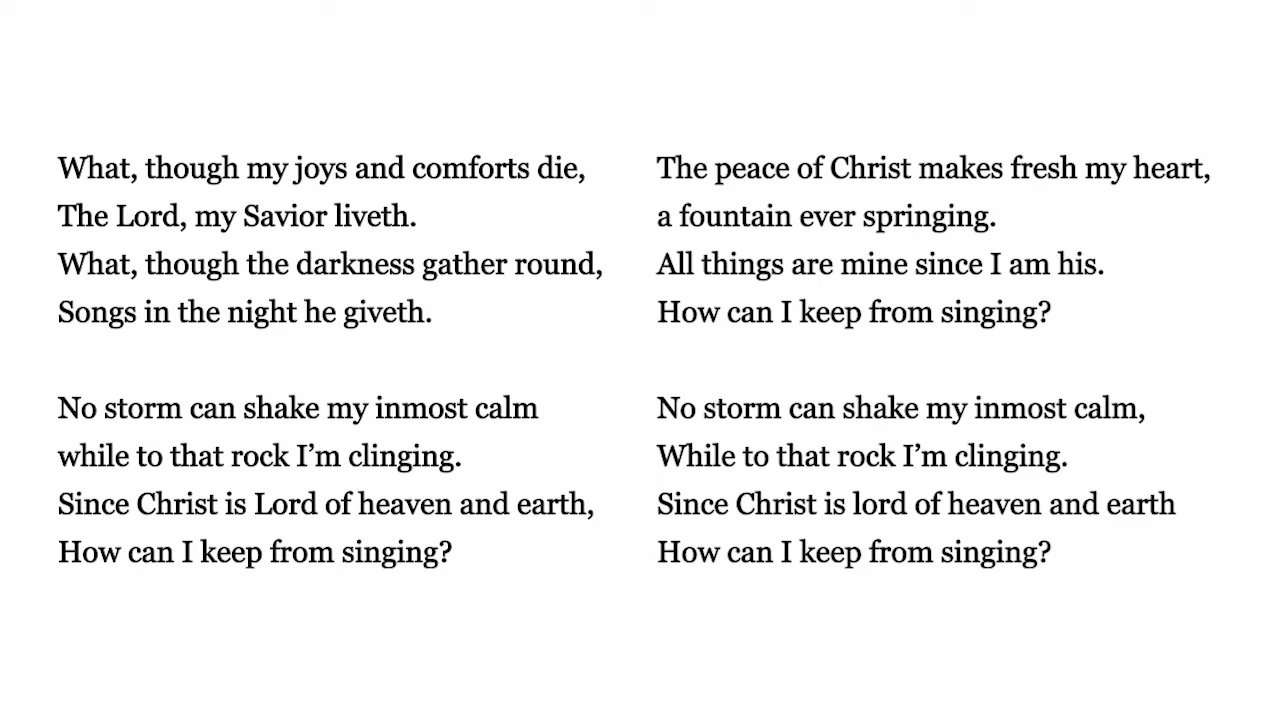 What, though my joys and comforts die,
The Lord, my Savior liveth.
What, though the darkness gather round,
Songs in the night he giveth.
No storm can shake my inmost calm
while to that rock I’m clinging.
Since Christ is Lord of heaven and earth,
How can I keep from singing?
The peace of Christ makes fresh my heart,
a fountain ever springing.
All things are mine since I am his.
How can I keep from singing?
No storm can shake my inmost calm,
While to that rock I’m clinging.
Since Christ is lord of heaven and earth
How can I keep from singing?